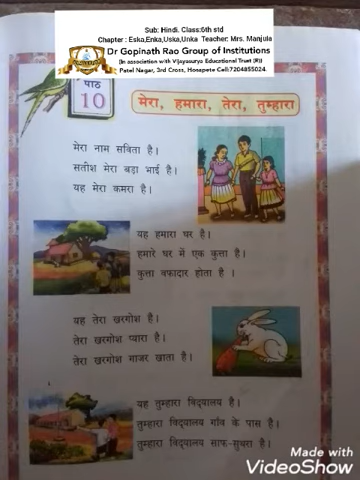 Sub: Hindi. Class:6th std
Chapter : Eska,Enka,Uska,Unka Teacher: Mrs. Manjula
Dr Gopinath Rao Group of Institutions
(In association with Vijayasurya Educational Trust (R))
Patel Nagar, 3rd Cross, Hosapete Cell:7204855024.
पाठ
10
मेरा, हमारा, तेरा, तुम्हारा
मेरा नाम सविता है।
सतीश मेरा बड़ा भाई है।
यह मेरा कमरा है।
यह हमारा घर है।
हमारे घर में एक कुत्ता है।
कुत्ता वफादार होता है ।
यह तेरा खरगोश है।
तेरा खरगोश प्यारा है।
तेरा खरगोश गाजर खाता है।
यह तुम्हारा विद्यालय है।
तुम्हारा विद्यालय गाँव के पास है।
तुम्हारा विद्यालय साफ-सुथरा है।
Made with
VideoShow